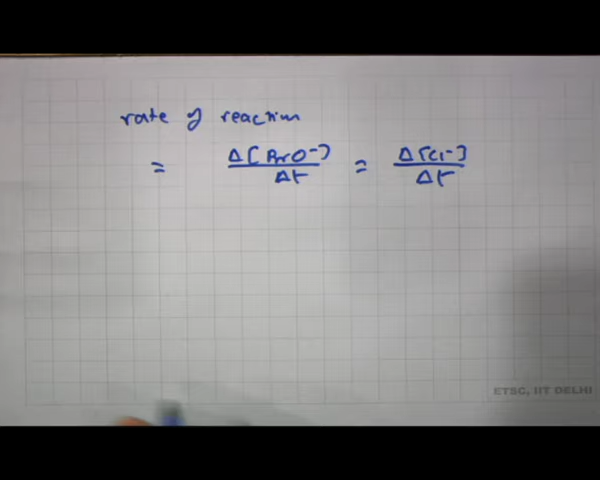 rate of reaction
= Δ[BrO⁻]/Δt = Δ[Cl⁻]/Δt
ETSC, IIT DELHI